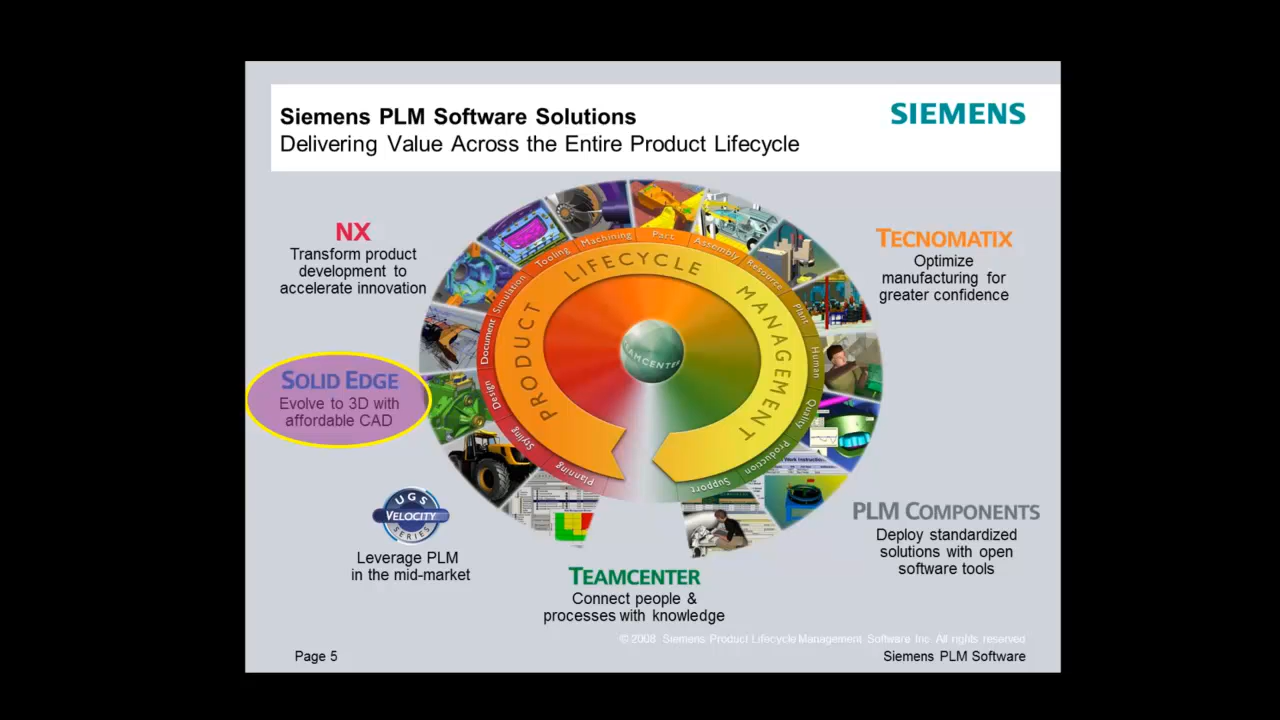 Siemens PLM Software Solutions
Delivering Value Across the Entire Product Lifecycle
SIEMENS
NX
Transform product
development to
accelerate innovation
TECNOMATIX
Optimize
manufacturing for
greater confidence
SOLID EDGE
Evolve to 3D with
affordable CAD
PRODUCT LIFECYCLE MANAGEMENT
Planning
Styling
Design
Document
Simulation
Tooling
Machining
Part
Assembly
Resource
Plant
Human
Quality
Production
Support
TEAMCENTER
Work Instructions
UGS
VELOCITY
SERIES
Leverage PLM
in the mid-market
TEAMCENTER
Connect people &
processes with knowledge
PLM COMPONENTS
Deploy standardized
solutions with open
software tools
© 2008. Siemens Product Lifecycle Management Software Inc. All rights reserved
Page 5
Siemens PLM Software